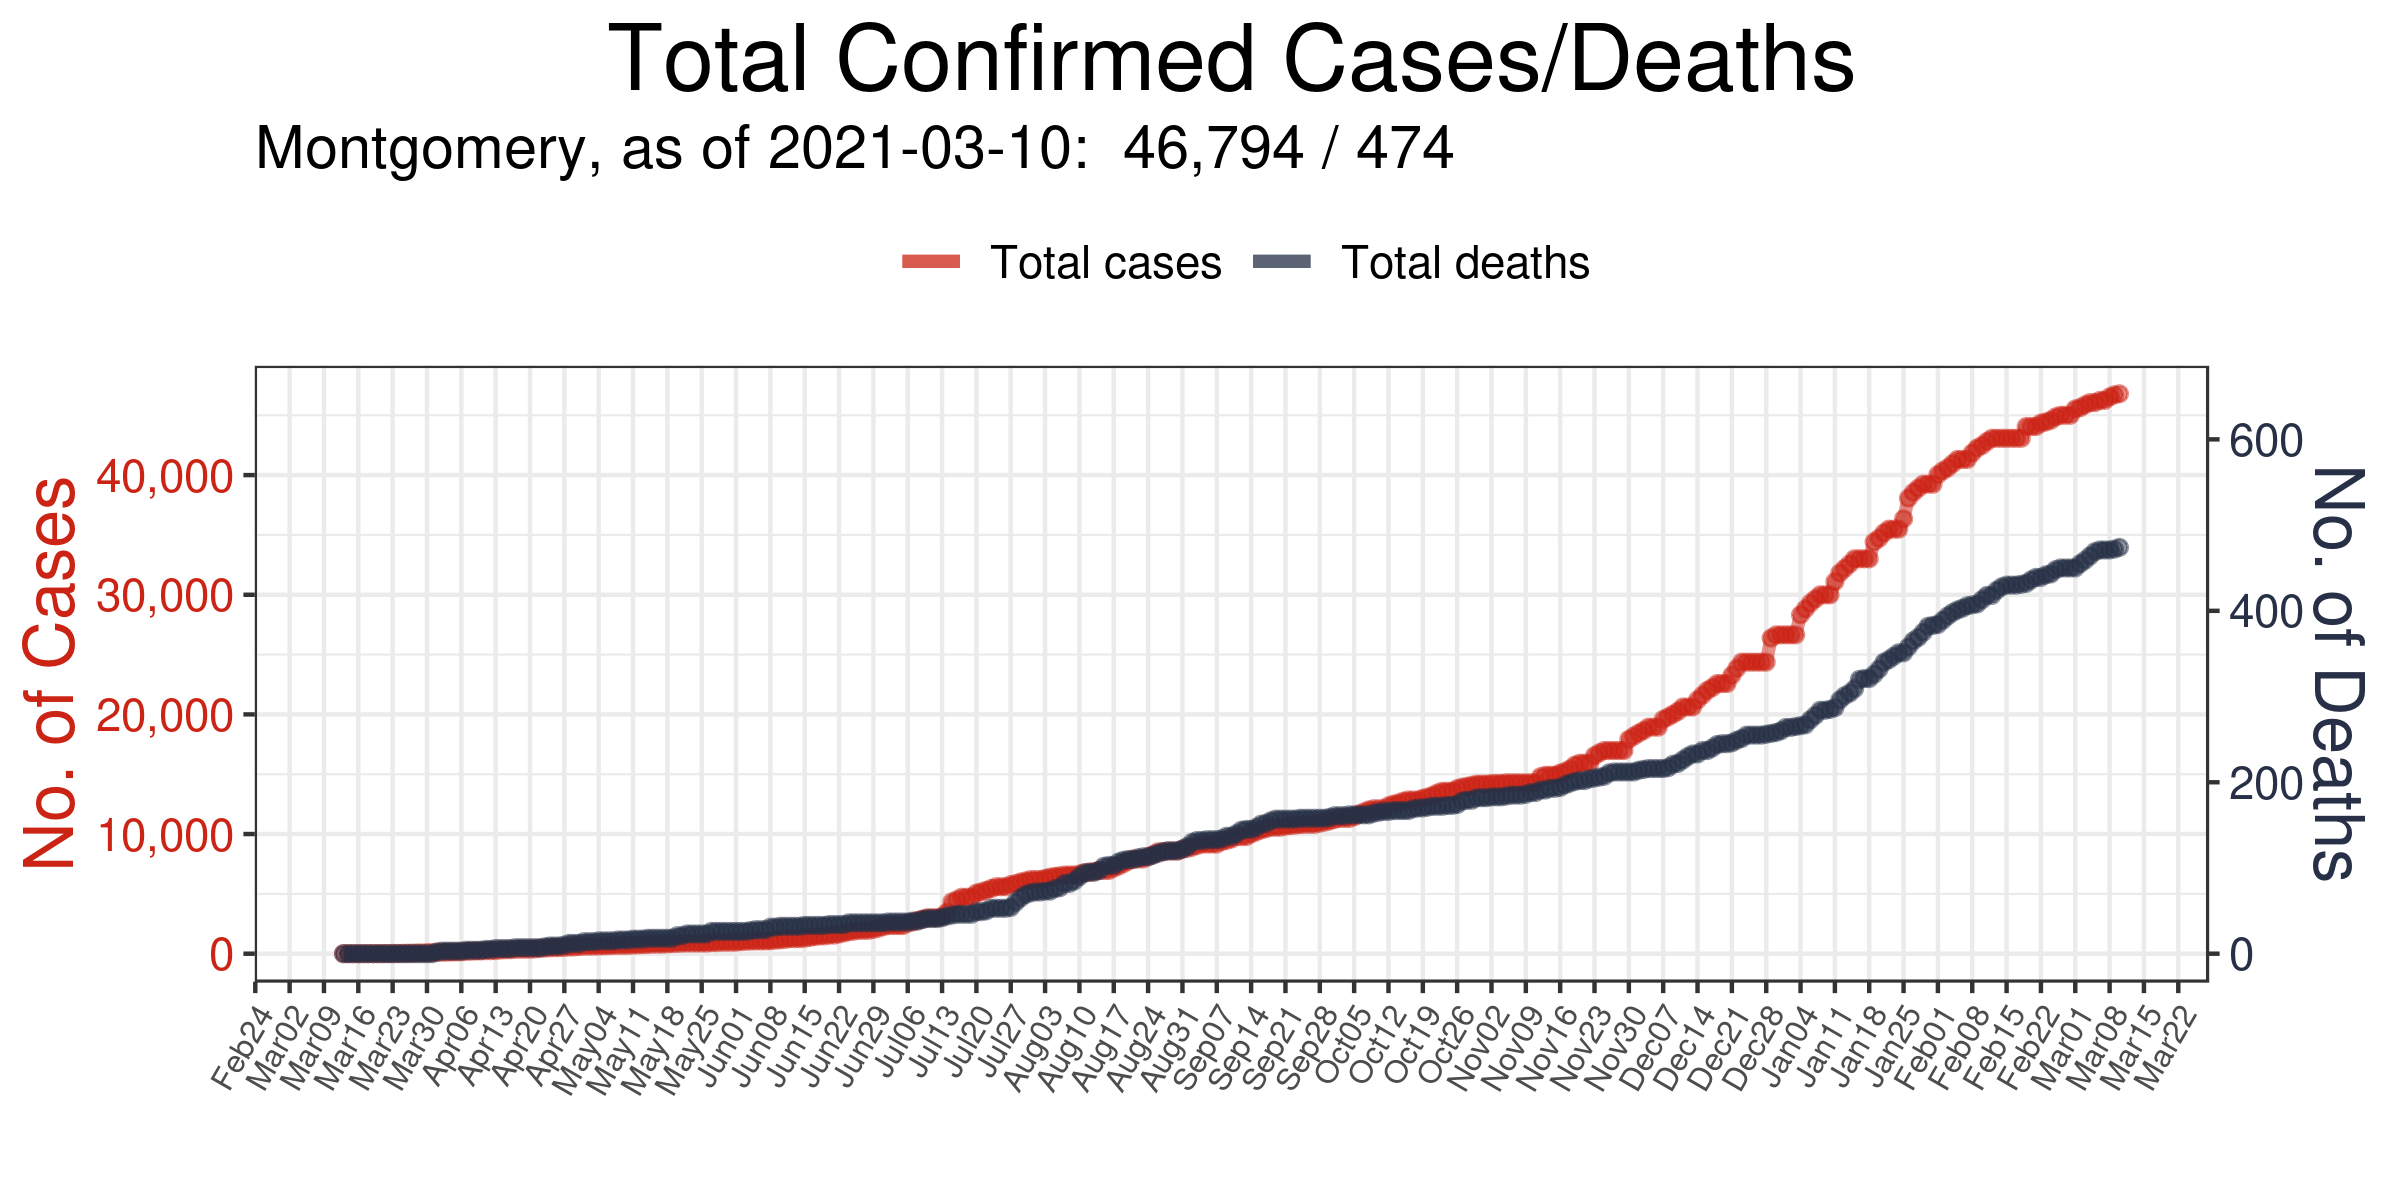 Total Confirmed Cases/Deaths
Montgomery, as of 2021-03-10:  46,794 / 474
Total cases
Total deaths
No. of Cases
40,000
30,000
20,000
10,000
0
600
400
200
0
No. of Deaths
Feb24
Mar02
Mar09
Mar16
Mar23
Mar30
Apr06
Apr13
Apr20
Apr27
May04
May11
May18
May25
Jun01
Jun08
Jun15
Jun22
Jun29
Jul06
Jul13
Jul20
Jul27
Aug03
Aug10
Aug17
Aug24
Aug31
Sep07
Sep14
Sep21
Sep28
Oct05
Oct12
Oct19
Oct26
Nov02
Nov09
Nov16
Nov23
Nov30
Dec07
Dec14
Dec21
Dec28
Jan04
Jan11
Jan18
Jan25
Feb01
Feb08
Feb15
Feb22
Mar01
Mar08
Mar15
Mar22